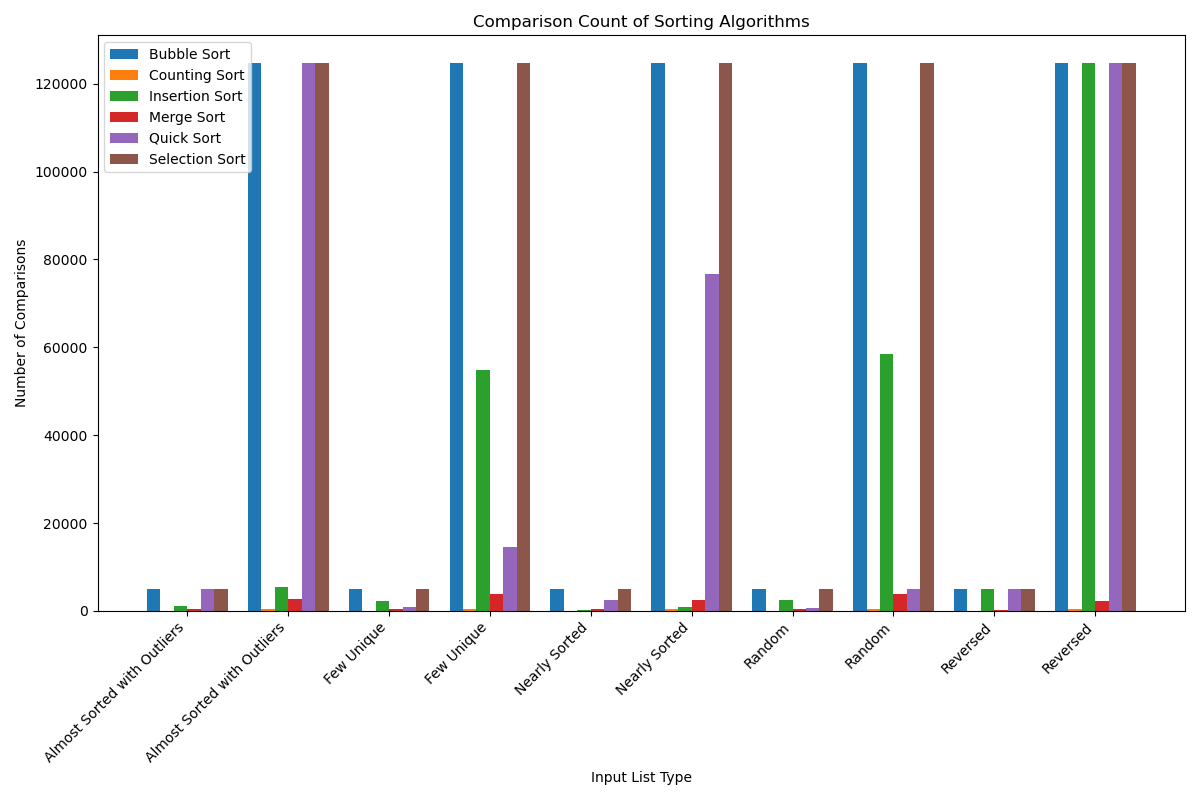 Comparison Count of Sorting Algorithms
Bubble Sort
Counting Sort
Insertion Sort
Merge Sort
Quick Sort
Selection Sort
Number of Comparisons
120000
100000
80000
60000
40000
20000
0
Almost Sorted with Outliers
Almost Sorted with Outliers
Few Unique
Few Unique
Nearly Sorted
Nearly Sorted
Random
Random
Reversed
Reversed
Input List Type